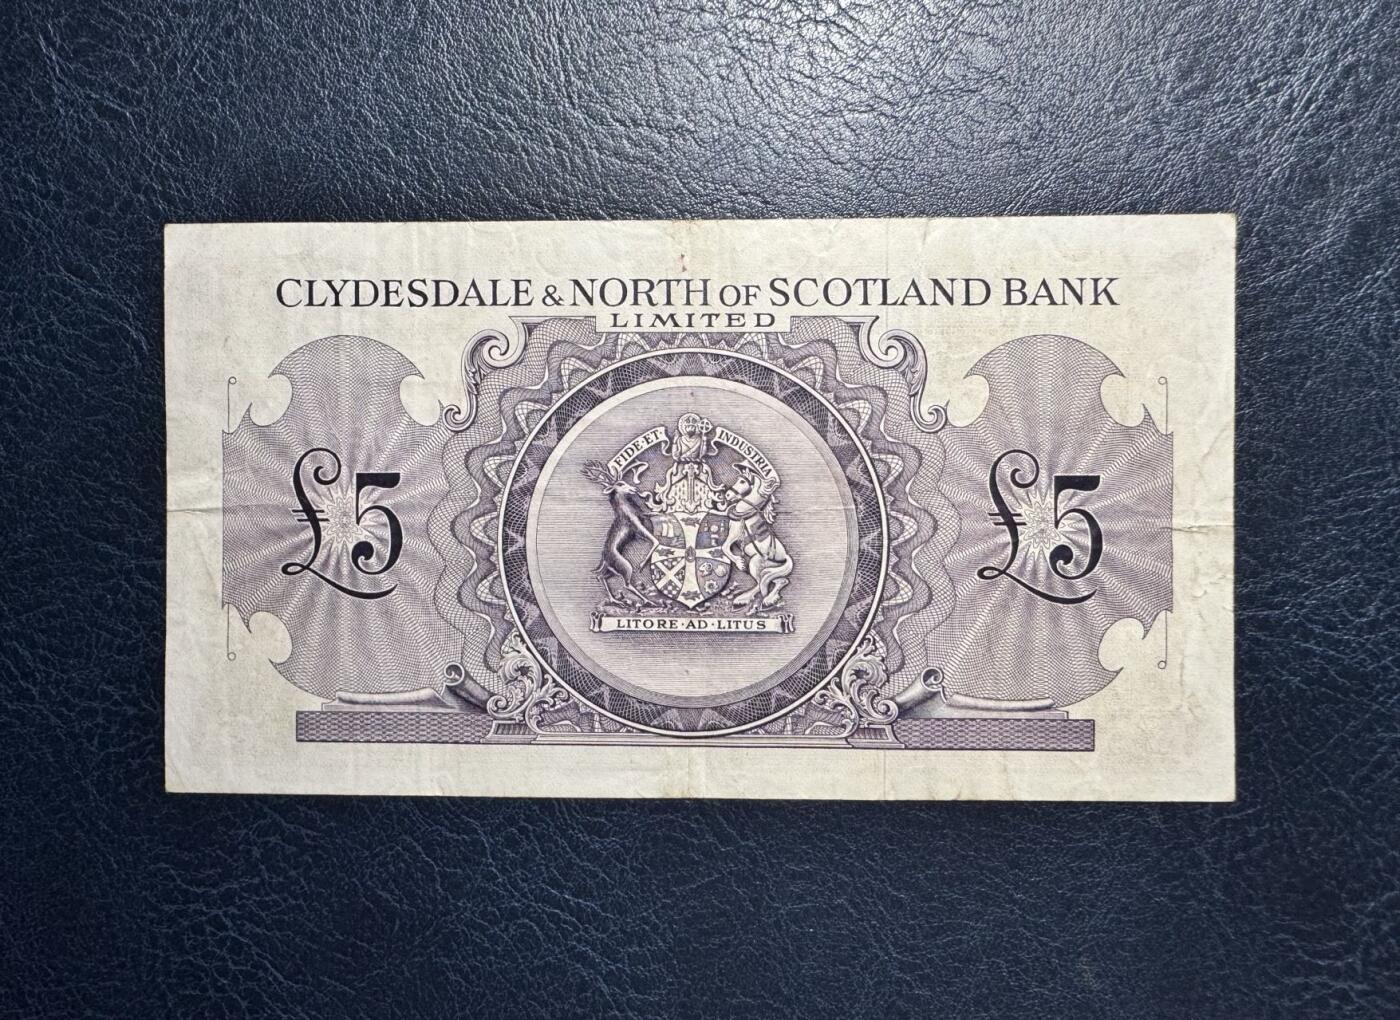 CLYDESDALE & NORTH OF SCOTLAND BANK
LIMITED
FIDE·ET INDUSTRIA
£5 £5
LITORE·AD·LITUS